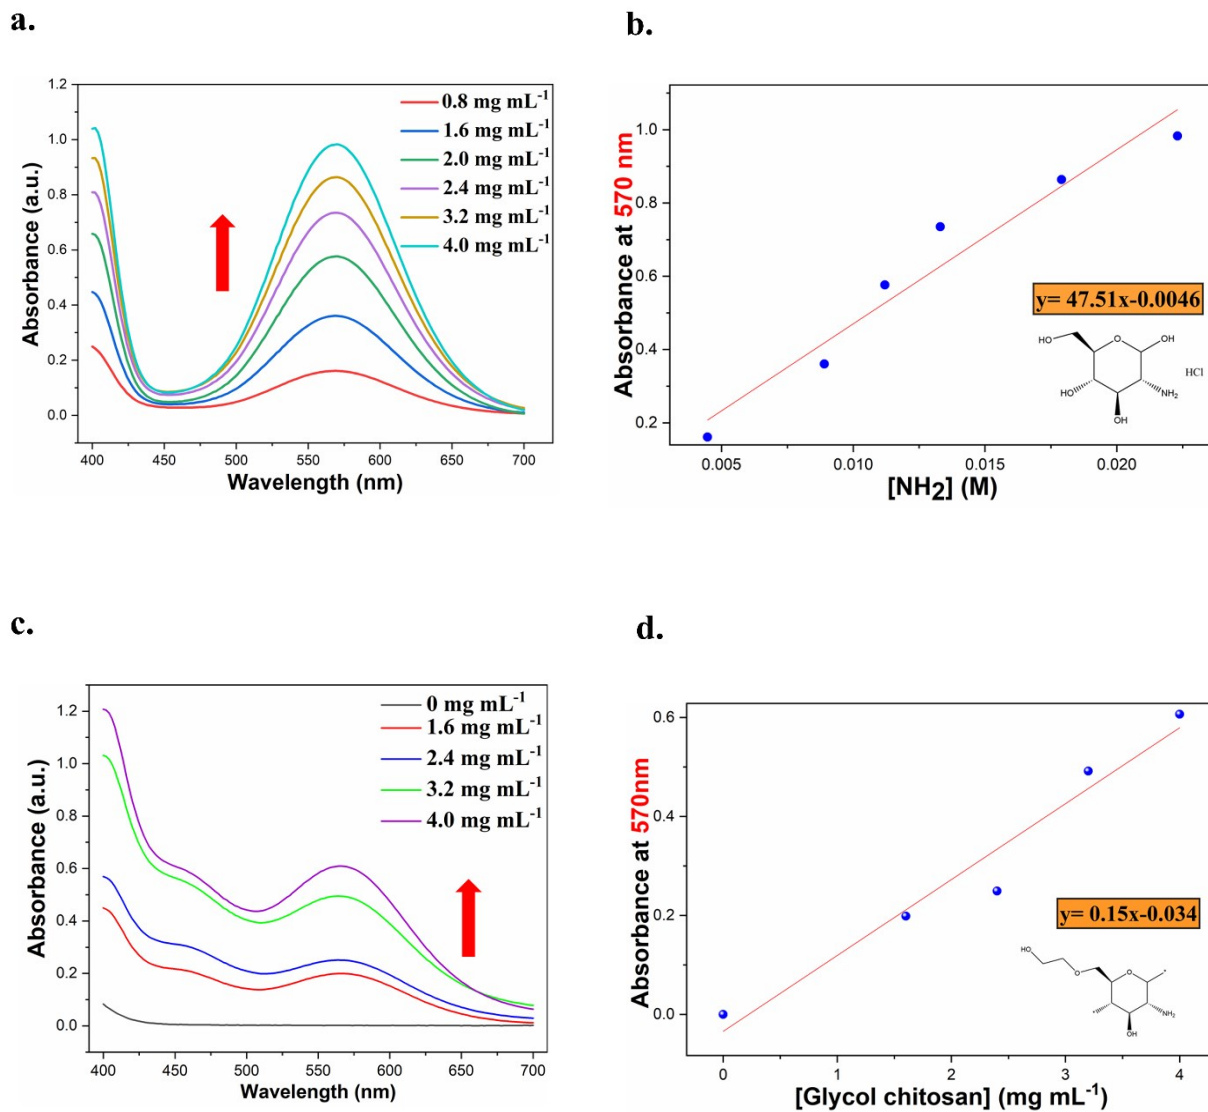 a.
1.2
1.0
0.8
0.6
0.4
0.2
0.0
Absorbance (a.u.)
0.8 mg mL⁻¹
1.6 mg mL⁻¹
2.0 mg mL⁻¹
2.4 mg mL⁻¹
3.2 mg mL⁻¹
4.0 mg mL⁻¹
400 450 500 550 600 650 700
Wavelength (nm)
b.
1.0
0.8
0.6
0.4
0.2
Absorbance at 570 nm
y= 47.51x-0.0046
HO
O
OH
HCl
HO
NH₂
OH
0.005 0.010 0.015 0.020
[NH₂] (M)
c.
1.2
1.0
0.8
0.6
0.4
0.2
0.0
Absorbance (a.u.)
0 mg mL⁻¹
1.6 mg mL⁻¹
2.4 mg mL⁻¹
3.2 mg mL⁻¹
4.0 mg mL⁻¹
400 450 500 550 600 650 700
Wavelength (nm)
d.
0.6
0.4
0.2
0.0
Absorbance at 570nm
y= 0.15x-0.034
HO
O
O
NH₂
OH
0 1 2 3 4
[Glycol chitosan] (mg mL⁻¹)